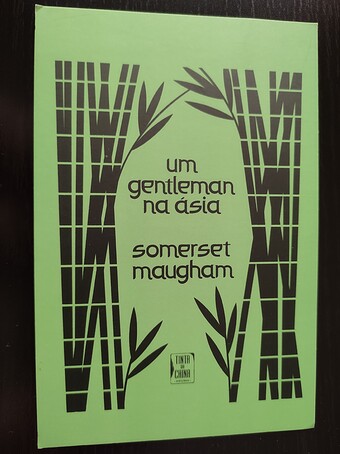 um
gentleman
na ásia
somerset
maugham
TINTA
DA
CHINA